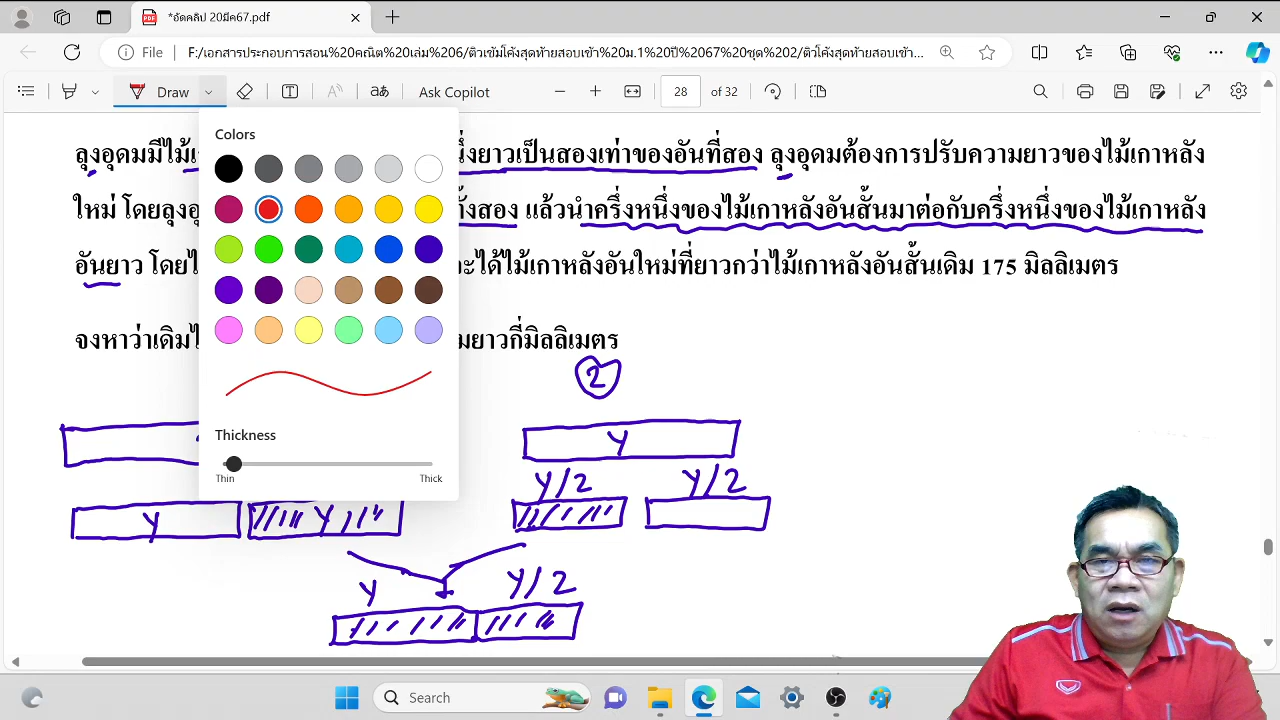 *อัดคลิป 20มีค67.pdf
File F:/เอกสารประกอบการสอน%20คณิต%20เล่ม%206/ติวเข้มโค้งสุดท้ายสอบเข้า%20ม.1%20ปี%2067%20ชุด%202/ติวโค้งสุดท้ายสอบเข้า...
Draw Ask Copilot 28 of 32
Colors
Thickness
Thin Thick
ลุงอุดมมีไม้ ึ่งยาวเป็นสองเท่าของอันที่สอง ลุงอุดมต้องการปรับความยาวของไม้เกาหลัง
ใหม่ โดยลุงอุ ทั้งสอง แล้วนำครึ่งหนึ่งของไม้เกาหลังอันสั้นมาต่อกับครึ่งหนึ่งของไม้เกาหลัง
อันยาว โดยไ จะได้ไม้เกาหลังอันใหม่ที่ยาวกว่าไม้เกาหลังอันสั้นเดิม 175 มิลลิเมตร
จงหาว่าเดิมไ มยาวกี่มิลลิเมตร
2
y
y/2 y/2
y y
y y/2
Search